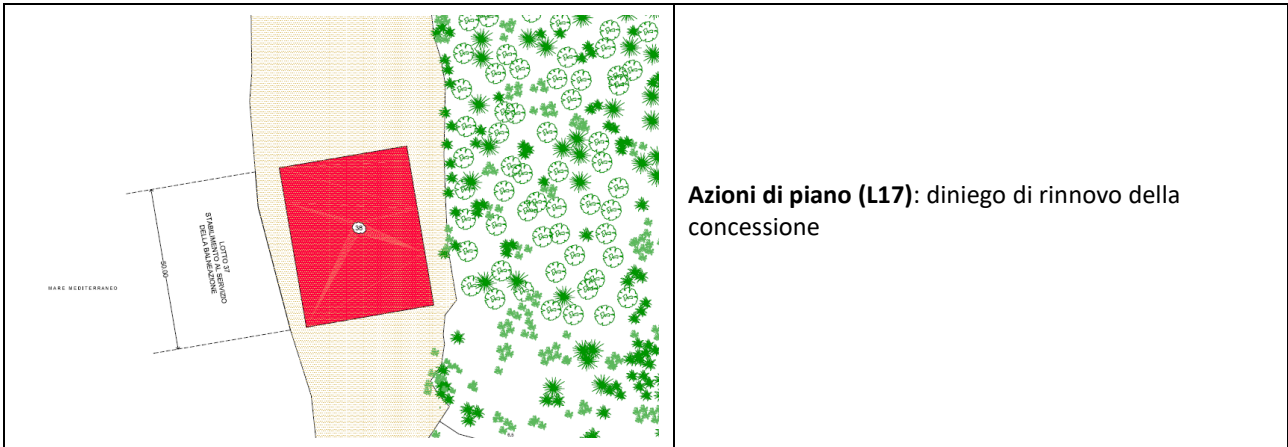 MARE MEDITERRANEO
50.00
LOTTO 37
STABILIMENTO AL SERVIZIO
DELLA BALNEAZIONE
38
Azioni di piano (L17): diniego di rinnovo della
concessione